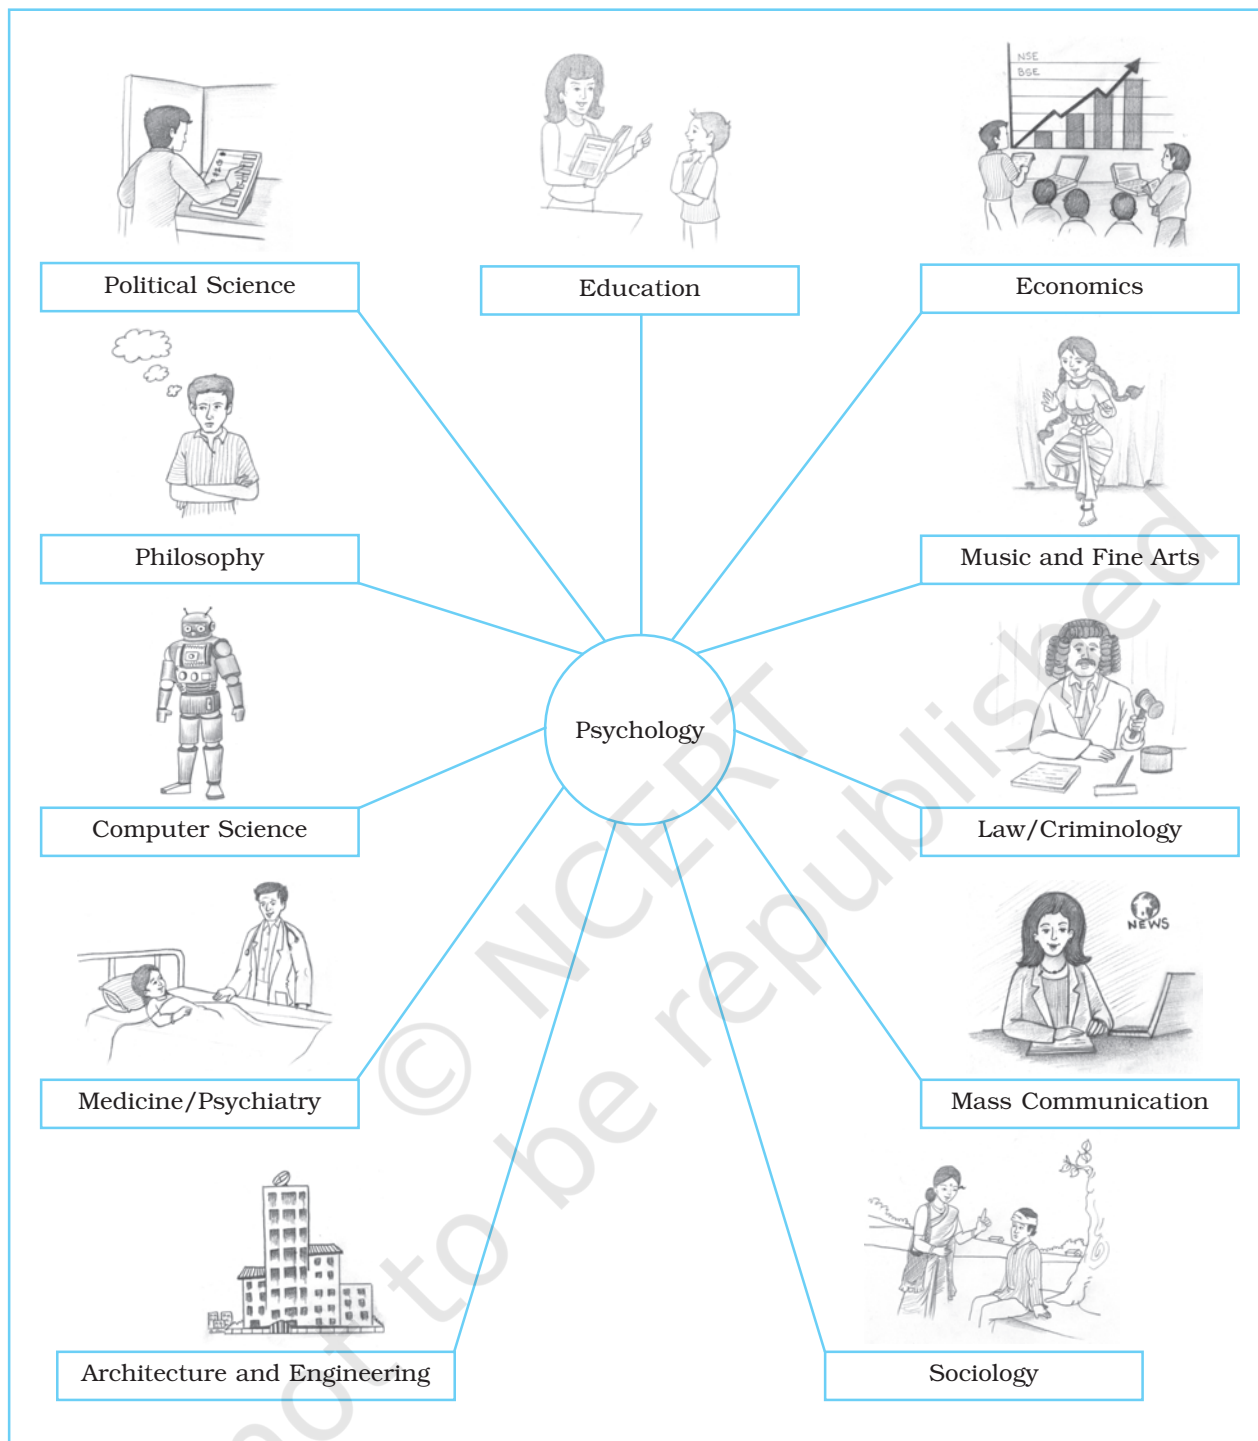 NSE
BSE
Political Science
Education
Economics
Philosophy
Music and Fine Arts
Psychology
Computer Science
Law/Criminology
NEWS
Medicine/Psychiatry
Mass Communication
Architecture and Engineering
Sociology
© NCERT
not to be republished